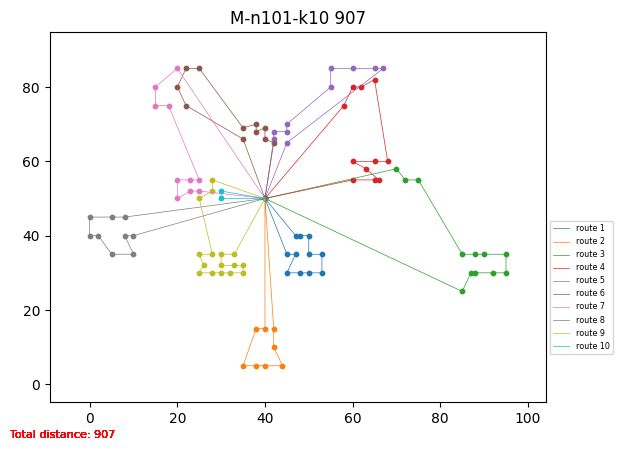 M-n101-k10 907
80
60
40
20
0
0 20 40 60 80 100
route 1
route 2
route 3
route 4
route 5
route 6
route 7
route 8
route 9
route 10
Total distance: 907